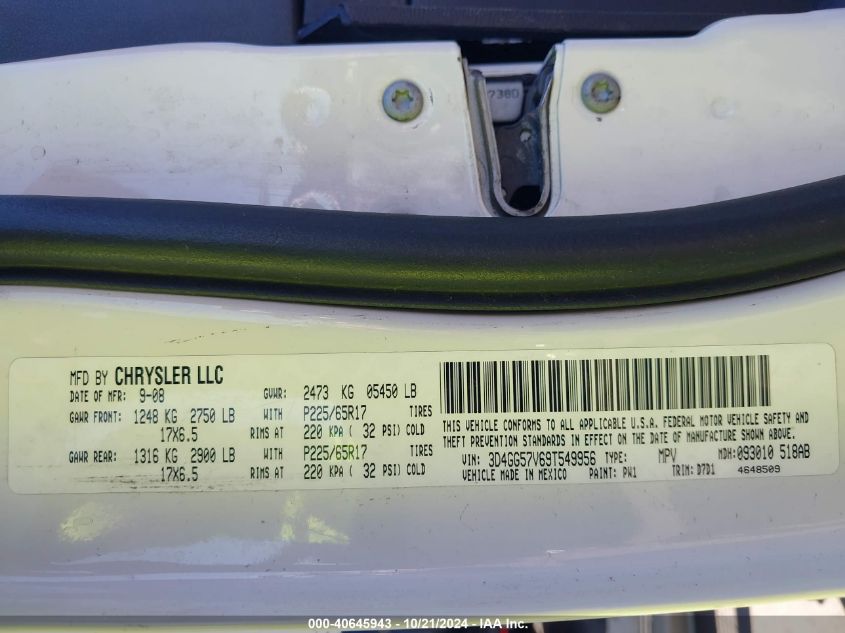 738D
MFD BY CHRYSLER LLC
DATE OF MFR: 9-08 GVWR: 2473 KG 05450 LB
GAWR FRONT: 1248 KG 2750 LB WITH P225/65R17 TIRES
17X6.5 RIMS AT 220 KPA ( 32 PSI) COLD
GAWR REAR: 1316 KG 2900 LB WITH P225/65R17 TIRES
17X6.5 RIMS AT 220 KPA ( 32 PSI) COLD
THIS VEHICLE CONFORMS TO ALL APPLICABLE U.S.A. FEDERAL MOTOR VEHICLE SAFETY AND
THEFT PREVENTION STANDARDS IN EFFECT ON THE DATE OF MANUFACTURE SHOWN ABOVE.
VIN: 3D4GG57V69T549956 TYPE: MPV MDH: 093010 518AB
VEHICLE MADE IN MEXICO PAINT: PW1 TRIM: D7D1 4648509
000-40645943 - 10/21/2024 - IAA Inc.